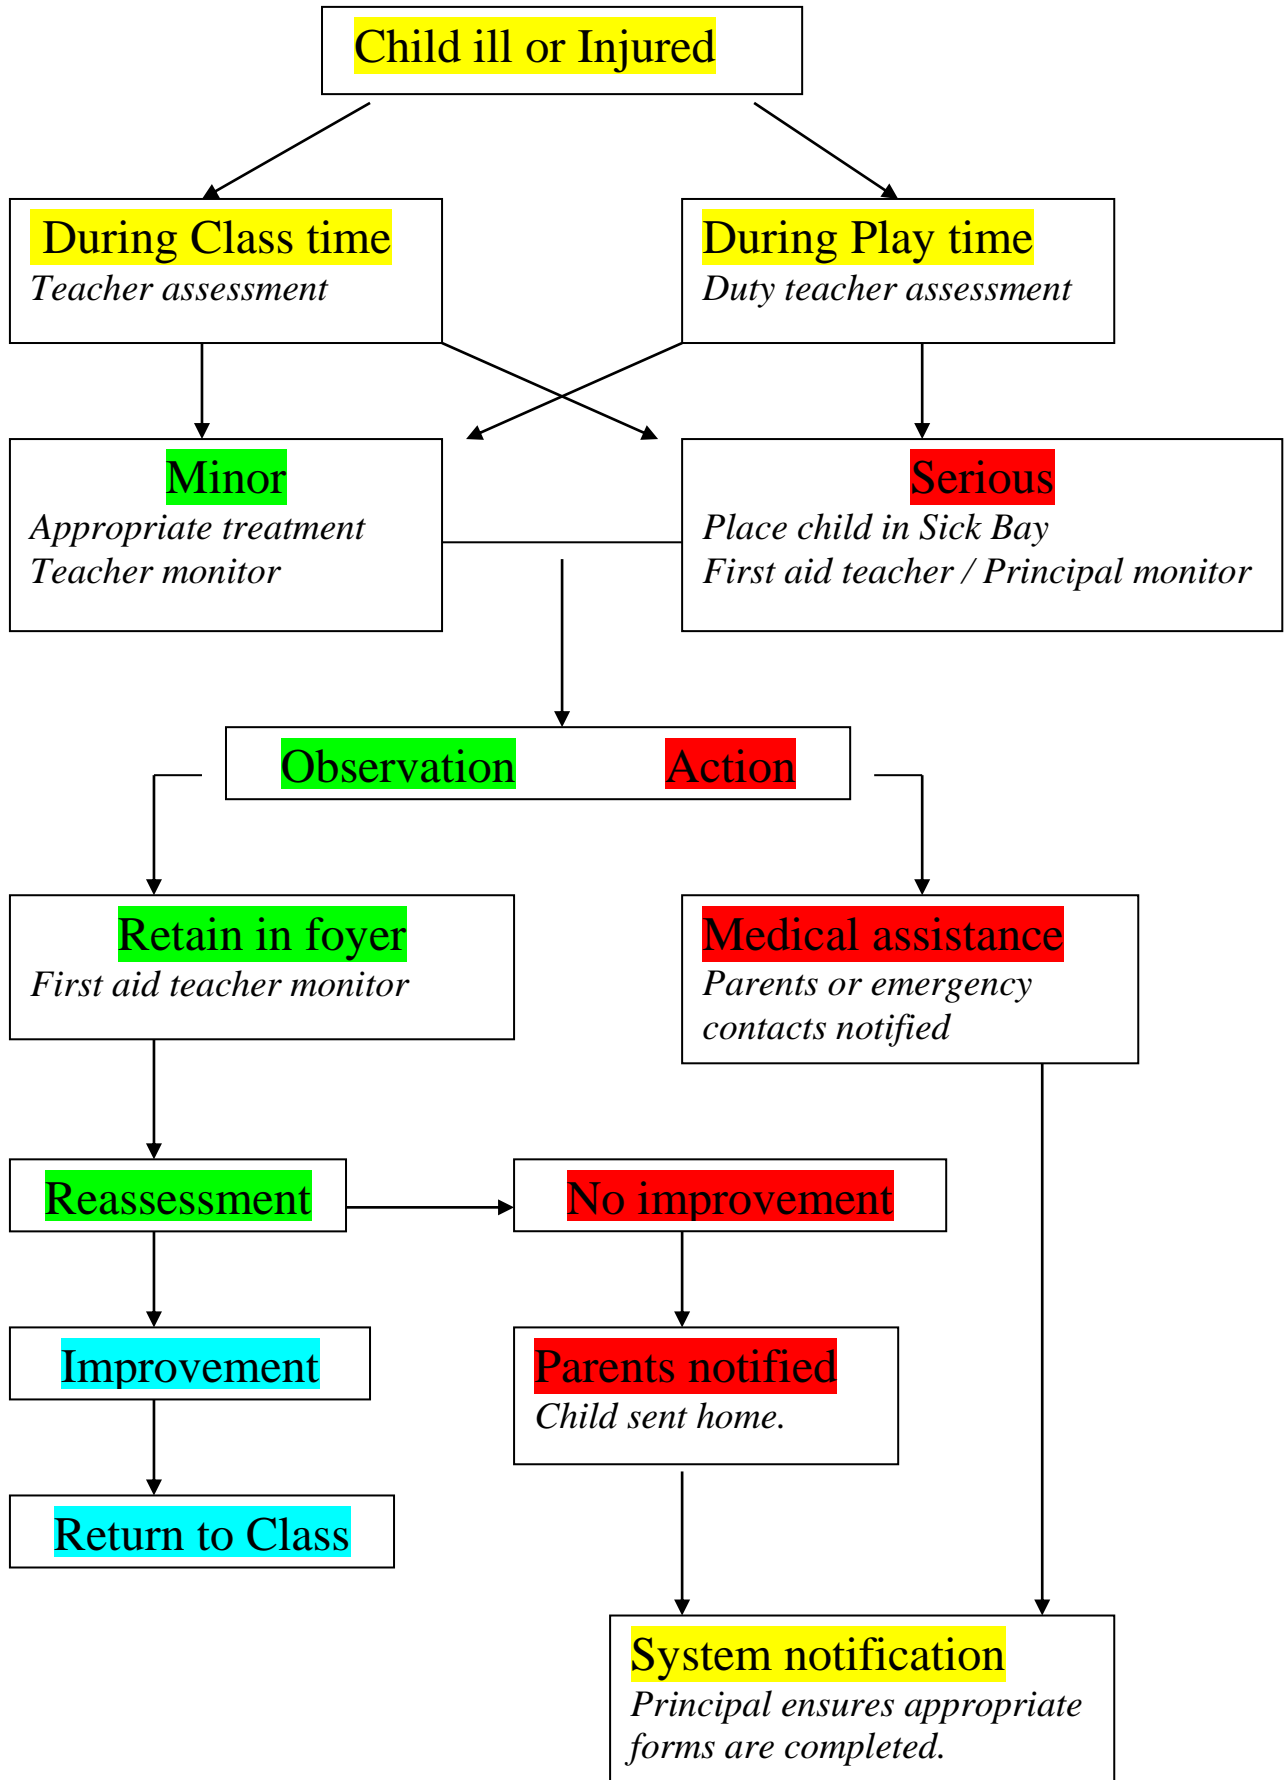 Child ill or Injured
During Class time
Teacher assessment
During Play time
Duty teacher assessment
Minor
Appropriate treatment
Teacher monitor
Serious
Place child in Sick Bay
First aid teacher / Principal monitor
Observation Action
Retain in foyer
First aid teacher monitor
Medical assistance
Parents or emergency
contacts notified
Reassessment
No improvement
Improvement
Parents notified
Child sent home.
Return to Class
System notification
Principal ensures appropriate
forms are completed.